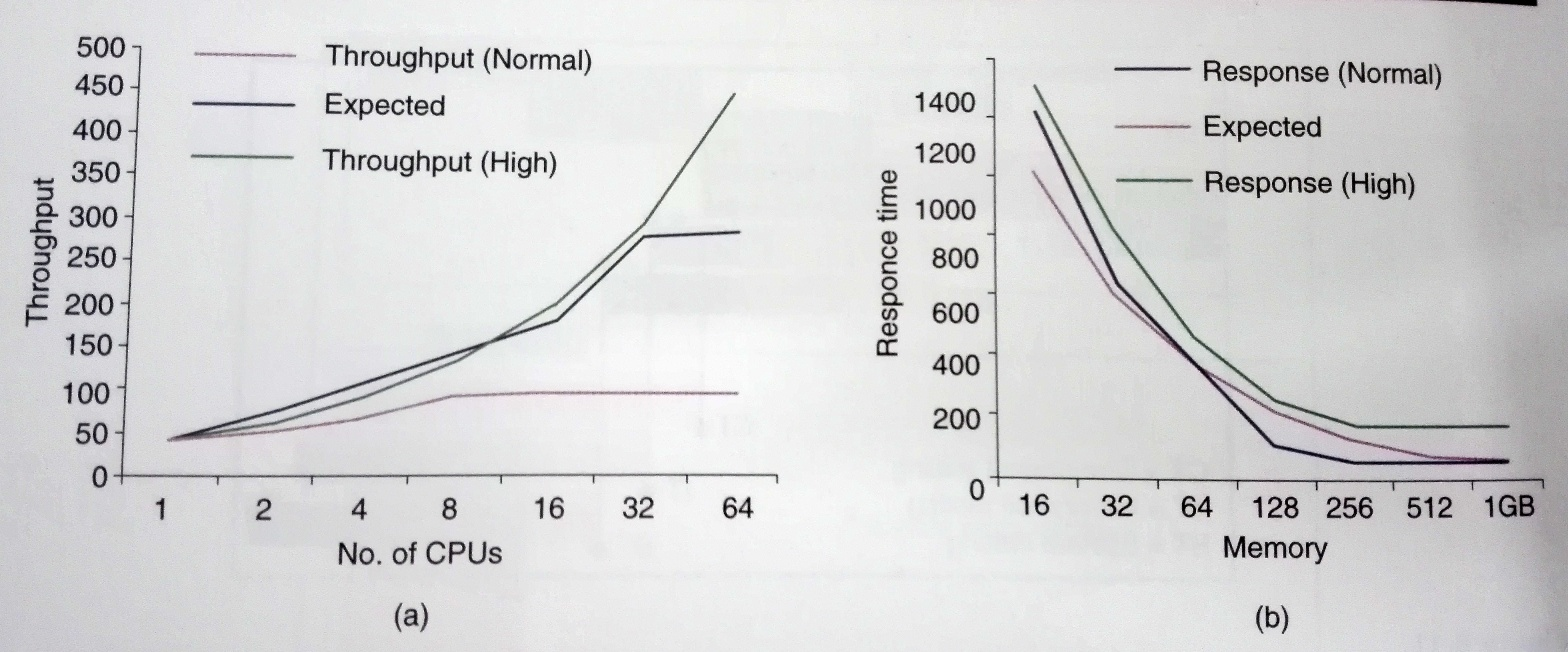 500
450
400
350
300
250
200
150
100
50
0
Throughput
Throughput (Normal)
Expected
Throughput (High)
1 2 4 8 16 32 64
No. of CPUs
(a)
1400
1200
1000
800
600
400
200
0
Responce time
Response (Normal)
Expected
Response (High)
16 32 64 128 256 512 1GB
Memory
(b)